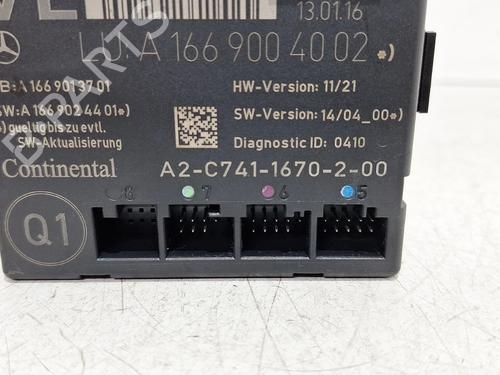 13.01.16
A 166 900 40 02 *)
B:A 166 901 37 01
HW-Version: 11/21
SW:A 166 902 44 01*)
SW-Version: 14/04_00*)
*) gueltig bis zu evtl.
SW-Aktualisierung
Diagnostic ID: 0410
Continental
A2-C741-1670-2-00
8 7 6 5
Q1
B-PARTS